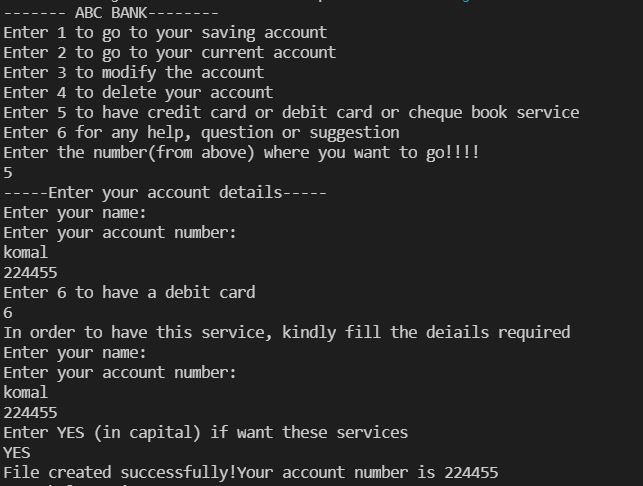 ------- ABC BANK--------
Enter 1 to go to your saving account
Enter 2 to go to your current account
Enter 3 to modify the account
Enter 4 to delete your account
Enter 5 to have credit card or debit card or cheque book service
Enter 6 for any help, question or suggestion
Enter the number(from above) where you want to go!!!!
5
-----Enter your account details-----
Enter your name:
Enter your account number:
komal
224455
Enter 6 to have a debit card
6
In order to have this service, kindly fill the deiails required
Enter your name:
Enter your account number:
komal
224455
Enter YES (in capital) if want these services
YES
File created successfully!Your account number is 224455